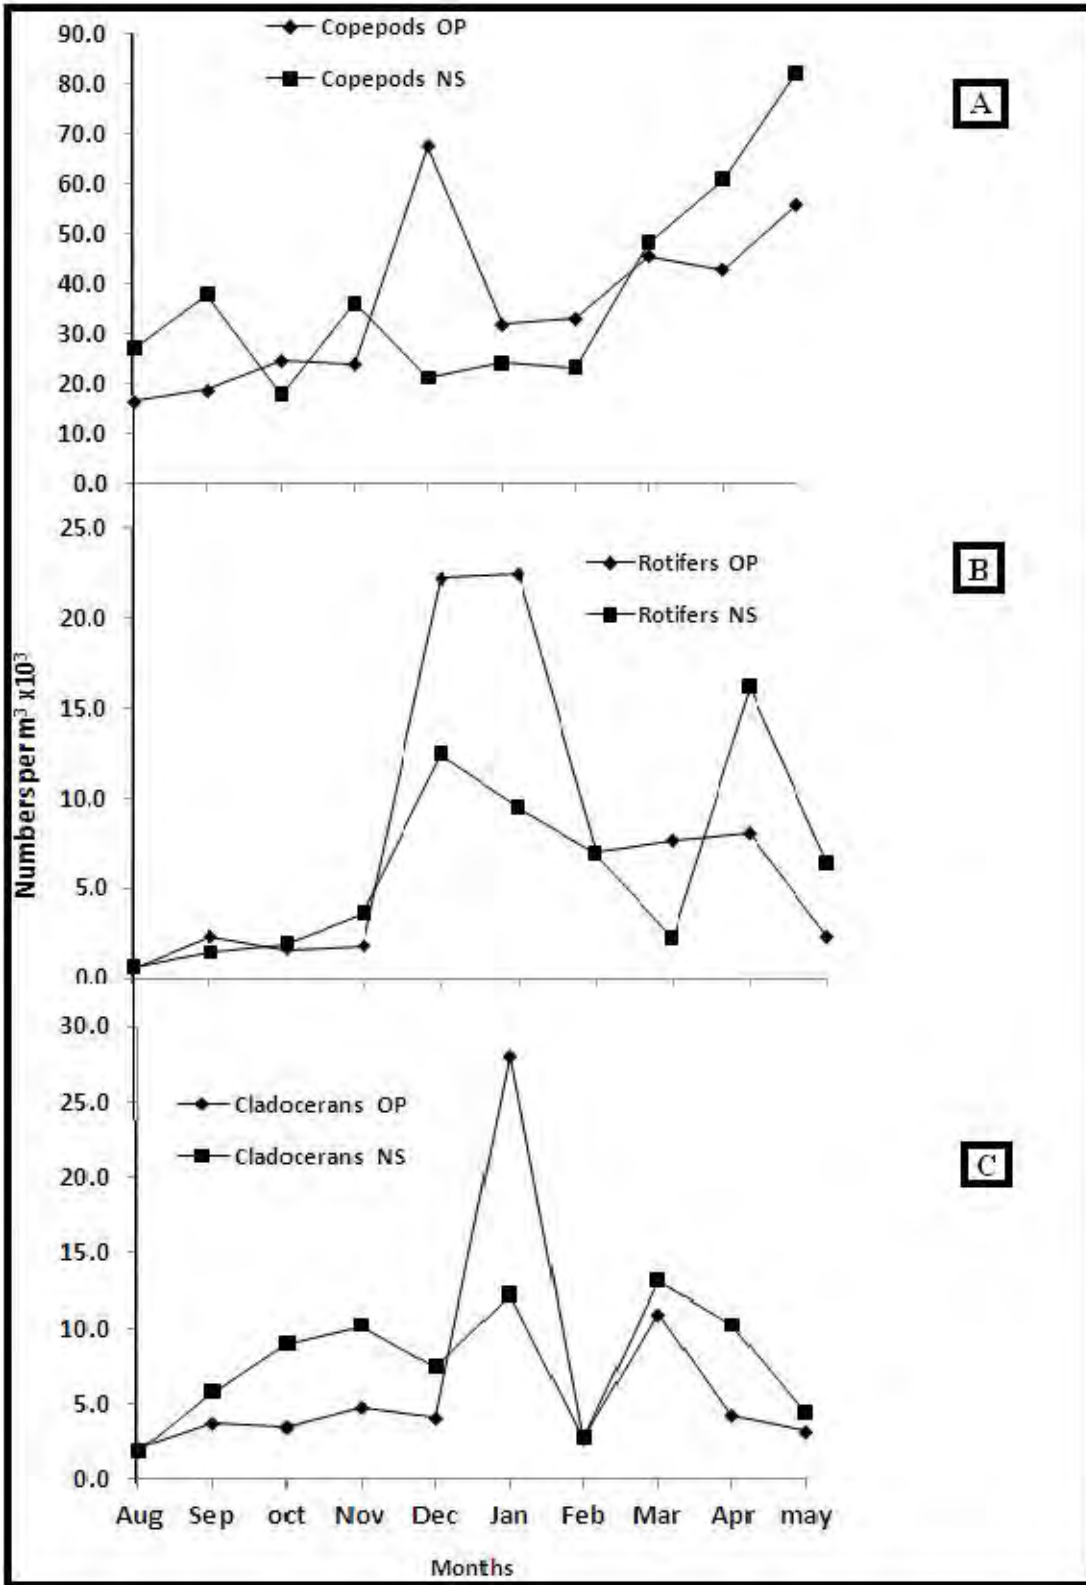 Copepods OP
Copepods NS
A
90.0
80.0
70.0
60.0
50.0
40.0
30.0
20.0
10.0
0.0
Rotifers OP
Rotifers NS
B
25.0
20.0
15.0
10.0
5.0
0.0
Numbers per m³ x10³
Cladocerans OP
Cladocerans NS
C
30.0
25.0
20.0
15.0
10.0
5.0
0.0
Aug Sep oct Nov Dec Jan Feb Mar Apr may
Months